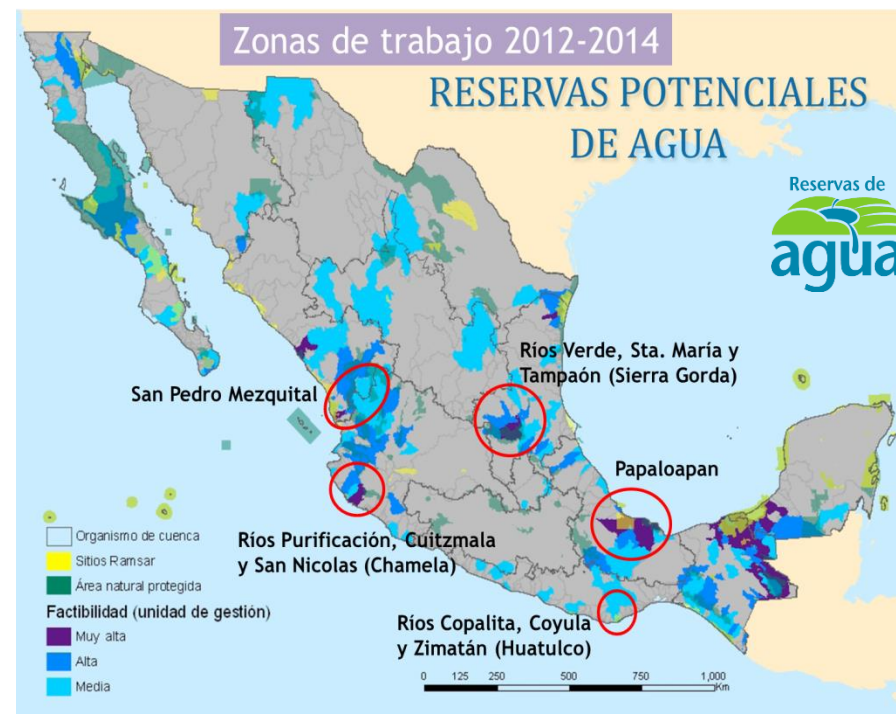 Zonas de trabajo 2012-2014
RESERVAS POTENCIALES
DE AGUA
Reservas de
agua
Ríos Verde, Sta. María y
Tampaón (Sierra Gorda)
San Pedro Mezquital
Papaloapan
Ríos Purificación, Cuitzmala
y San Nicolas (Chamela)
Ríos Copalita, Coyula
y Zimatán (Huatulco)
Organismo de cuenca
Sitios Ramsar
Área natural protegida
Factibilidad (unidad de gestión)
Muy alta
Alta
Media
0 125 250 500 750 1,000
Km